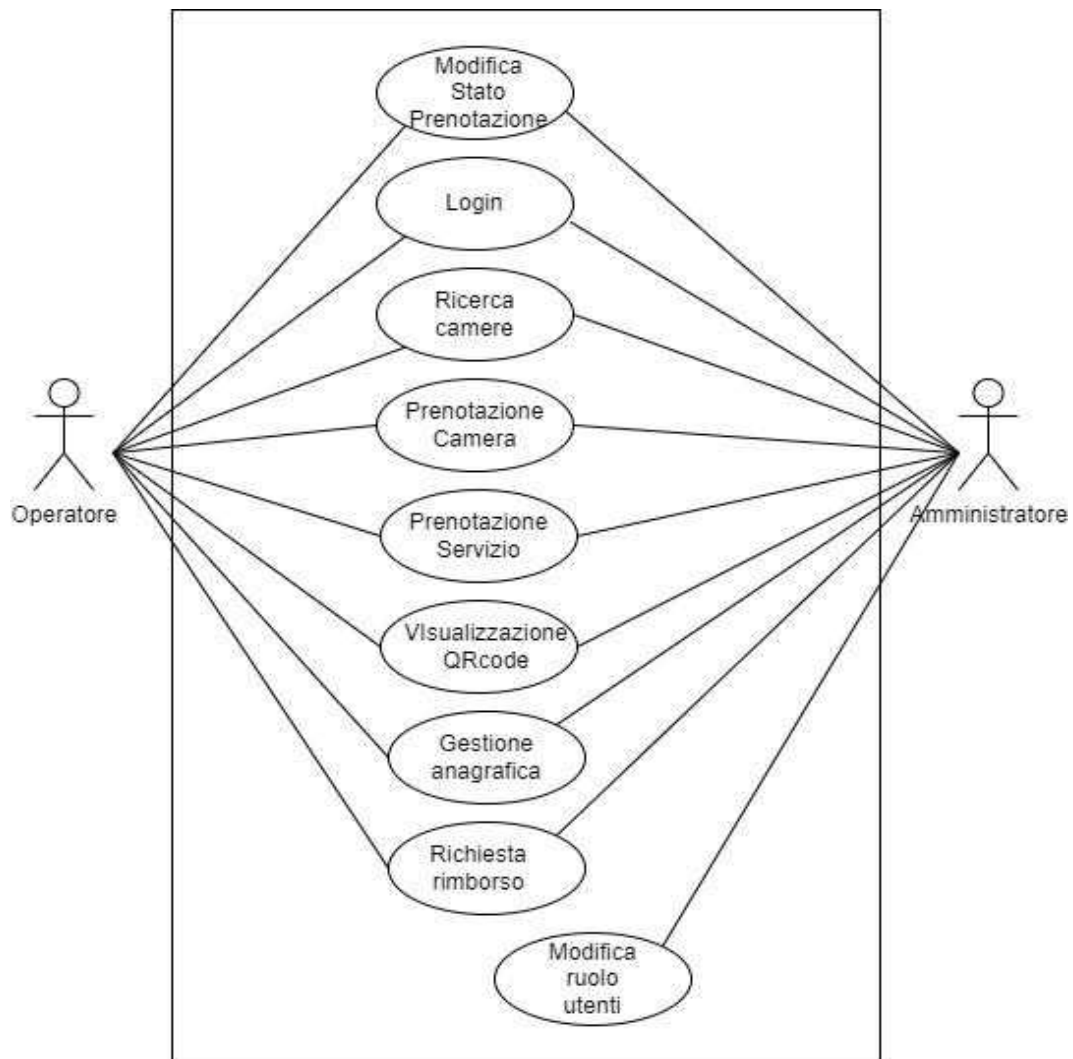 Modifica
Stato
Prenotazione
Login
Ricerca
camere
Prenotazione
Camera
Operatore
Amministratore
Prenotazione
Servizio
VIsualizzazione
QRcode
Gestione
anagrafica
Richiesta
rimborso
Modifica
ruolo
utenti